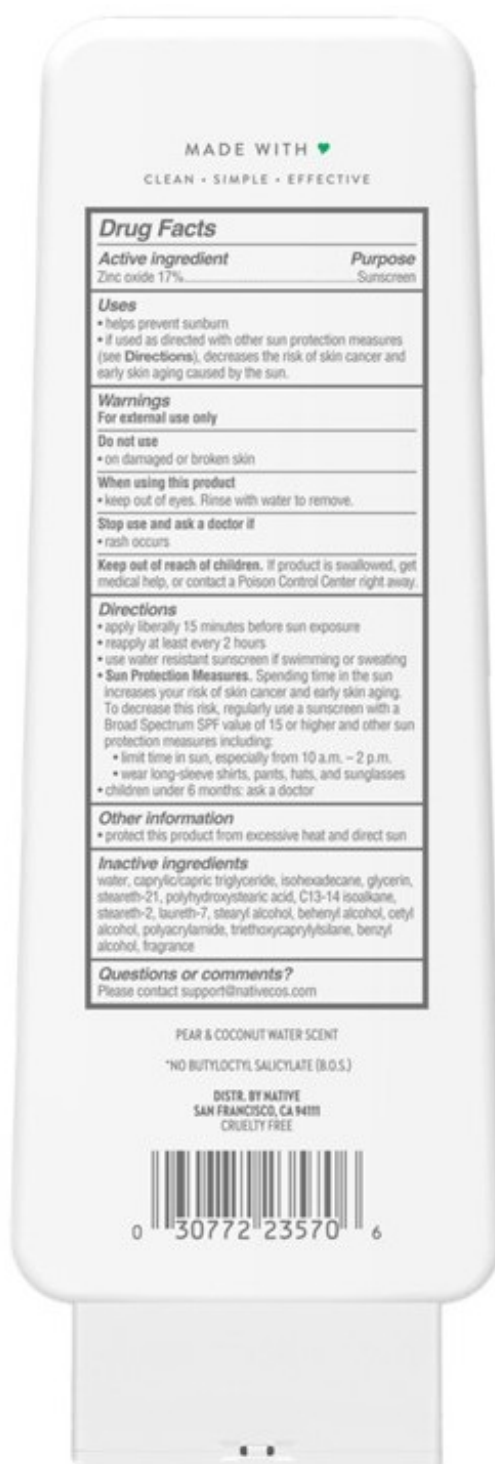 MADE WITH
CLEAN • SIMPLE • EFFECTIVE
Drug Facts
Active ingredient Purpose
Zinc oxide 17%.......................................Sunscreen
Uses
• helps prevent sunburn
• if used as directed with other sun protection measures
(see Directions), decreases the risk of skin cancer and
early skin aging caused by the sun.
Warnings
For external use only
Do not use
• on damaged or broken skin
When using this product
• keep out of eyes. Rinse with water to remove.
Stop use and ask a doctor if
• rash occurs
Keep out of reach of children. If product is swallowed, get
medical help, or contact a Poison Control Center right away.
Directions
• apply liberally 15 minutes before sun exposure
• reapply at least every 2 hours
• use water resistant sunscreen if swimming or sweating
• Sun Protection Measures. Spending time in the sun
increases your risk of skin cancer and early skin aging.
To decrease this risk, regularly use a sunscreen with a
Broad Spectrum SPF value of 15 or higher and other sun
protection measures including:
• limit time in sun, especially from 10 a.m. – 2 p.m.
• wear long-sleeve shirts, pants, hats, and sunglasses
• children under 6 months: ask a doctor
Other information
• protect this product from excessive heat and direct sun
Inactive ingredients
water, caprylic/capric triglyceride, isohexadecane, glycerin,
steareth-21, polyhydroxystearic acid, C13-14 isoalkane,
steareth-2, laureth-7, stearyl alcohol, behenyl alcohol, cetyl
alcohol, polyacrylamide, triethoxycaprylylsilane, benzyl
alcohol, fragrance
Questions or comments?
Please contact support@nativecos.com
PEAR & COCONUT WATER SCENT
*NO BUTYLOCTYL SALICYLATE (B.O.S.)
DISTR. BY NATIVE
SAN FRANCISCO, CA 94111
CRUELTY FREE
0 30772 23570 6